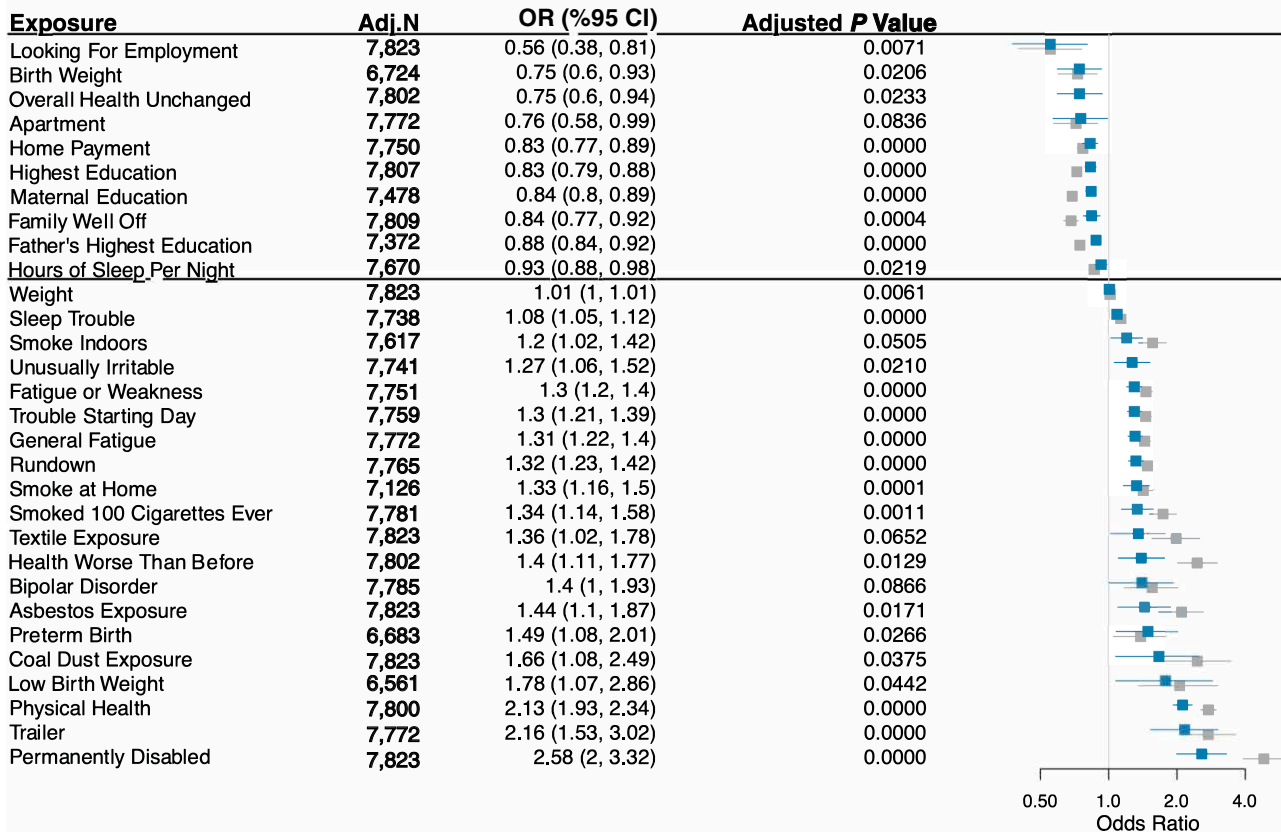 Exposure Adj.N OR (%95 CI) Adjusted P Value
Looking For Employment 7,823 0.56 (0.38, 0.81) 0.0071
Birth Weight 6,724 0.75 (0.6, 0.93) 0.0206
Overall Health Unchanged 7,802 0.75 (0.6, 0.94) 0.0233
Apartment 7,772 0.76 (0.58, 0.99) 0.0836
Home Payment 7,750 0.83 (0.77, 0.89) 0.0000
Highest Education 7,807 0.83 (0.79, 0.88) 0.0000
Maternal Education 7,478 0.84 (0.8, 0.89) 0.0000
Family Well Off 7,809 0.84 (0.77, 0.92) 0.0004
Father's Highest Education 7,372 0.88 (0.84, 0.92) 0.0000
Hours of Sleep Per Night 7,670 0.93 (0.88, 0.98) 0.0219
Weight 7,823 1.01 (1, 1.01) 0.0061
Sleep Trouble 7,738 1.08 (1.05, 1.12) 0.0000
Smoke Indoors 7,617 1.2 (1.02, 1.42) 0.0505
Unusually Irritable 7,741 1.27 (1.06, 1.52) 0.0210
Fatigue or Weakness 7,751 1.3 (1.2, 1.4) 0.0000
Trouble Starting Day 7,759 1.3 (1.21, 1.39) 0.0000
General Fatigue 7,772 1.31 (1.22, 1.4) 0.0000
Rundown 7,765 1.32 (1.23, 1.42) 0.0000
Smoke at Home 7,126 1.33 (1.16, 1.5) 0.0001
Smoked 100 Cigarettes Ever 7,781 1.34 (1.14, 1.58) 0.0011
Textile Exposure 7,823 1.36 (1.02, 1.78) 0.0652
Health Worse Than Before 7,802 1.4 (1.11, 1.77) 0.0129
Bipolar Disorder 7,785 1.4 (1, 1.93) 0.0866
Asbestos Exposure 7,823 1.44 (1.1, 1.87) 0.0171
Preterm Birth 6,683 1.49 (1.08, 2.01) 0.0266
Coal Dust Exposure 7,823 1.66 (1.08, 2.49) 0.0375
Low Birth Weight 6,561 1.78 (1.07, 2.86) 0.0442
Physical Health 7,800 2.13 (1.93, 2.34) 0.0000
Trailer 7,772 2.16 (1.53, 3.02) 0.0000
Permanently Disabled 7,823 2.58 (2, 3.32) 0.0000
0.50 1.0 2.0 4.0
Odds Ratio